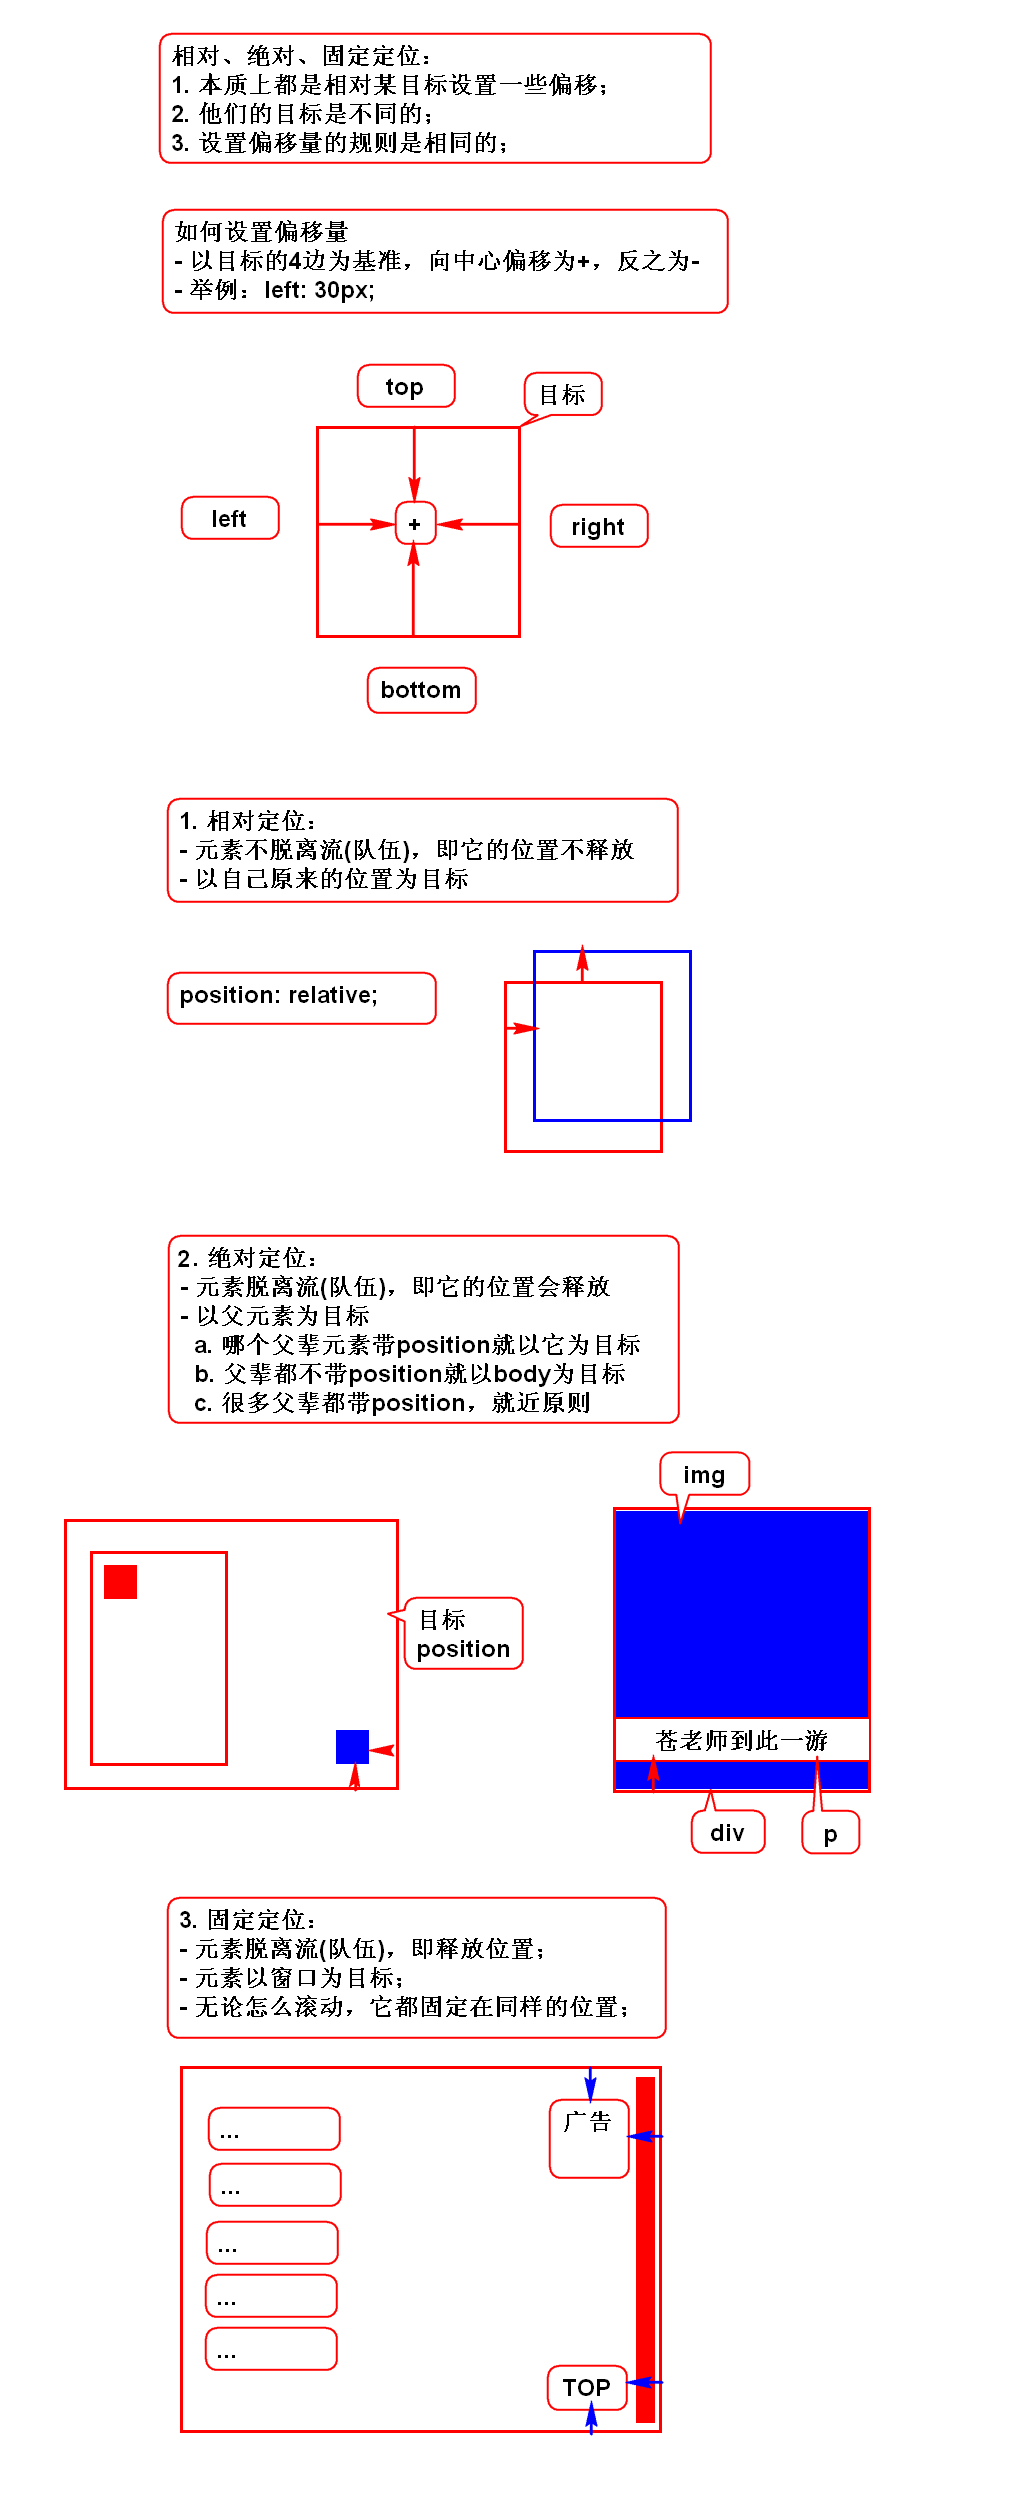 相对、绝对、固定定位：
1. 本质上都是相对某目标设置一些偏移；
2. 他们的目标是不同的；
3. 设置偏移量的规则是相同的；
如何设置偏移量
- 以目标的4边为基准，向中心偏移为+，反之为-
- 举例：left: 30px;
top
目标
left
+
right
bottom
1. 相对定位：
- 元素不脱离流(队伍)，即它的位置不释放
- 以自己原来的位置为目标
position: relative;
2. 绝对定位：
- 元素脱离流(队伍)，即它的位置会释放
- 以父元素为目标
a. 哪个父辈元素带position就以它为目标
b. 父辈都不带position就以body为目标
c. 很多父辈都带position，就近原则
img
目标
position
苍老师到此一游
div
p
3. 固定定位：
- 元素脱离流(队伍)，即释放位置；
- 元素以窗口为目标；
- 无论怎么滚动，它都固定在同样的位置；
广告
...
...
...
...
...
TOP